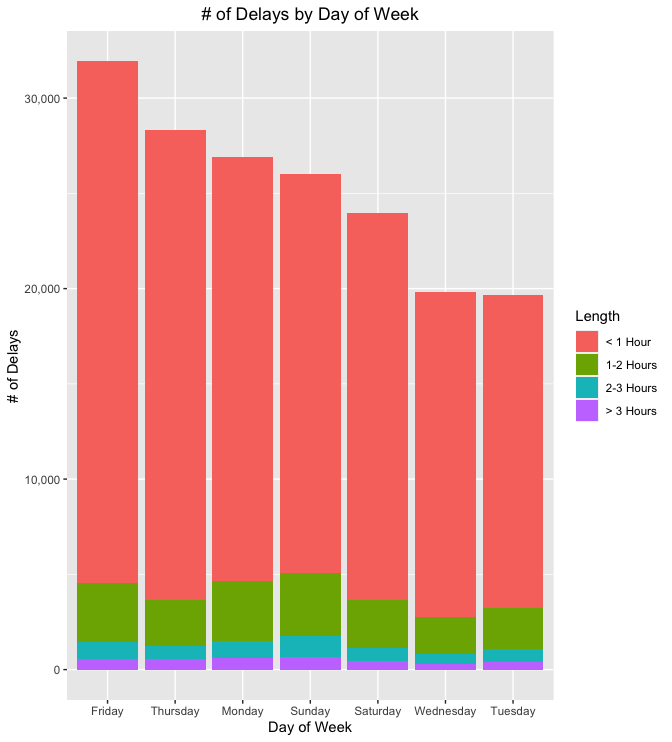 # of Delays by Day of Week
# of Delays
30,000
20,000
10,000
0
Friday Thursday Monday Sunday Saturday Wednesday Tuesday
Day of Week
Length
< 1 Hour
1-2 Hours
2-3 Hours
> 3 Hours